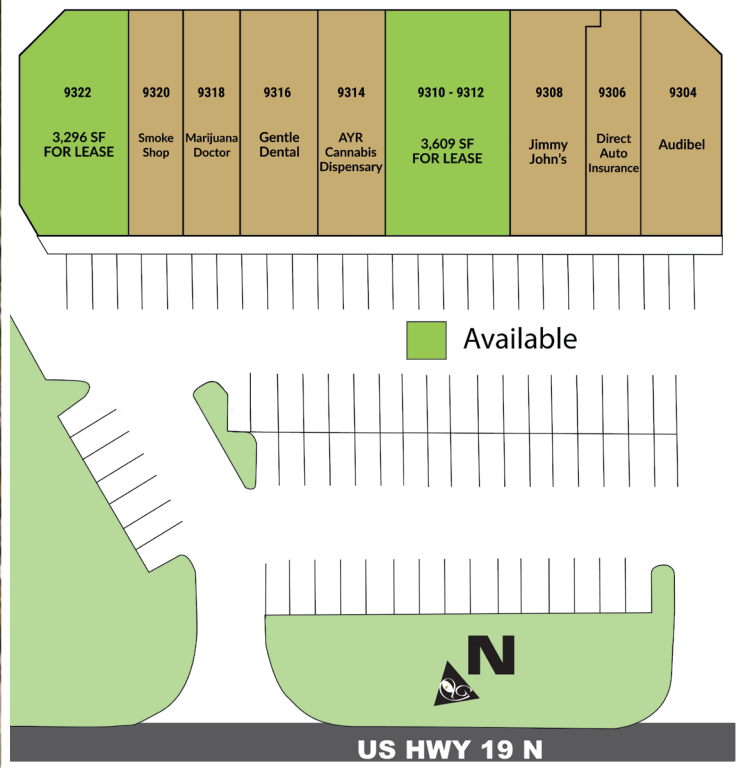 9322
3,296 SF
FOR LEASE
9320
Smoke
Shop
9318
Marijuana
Doctor
9316
Gentle
Dental
9314
AYR
Cannabis
Dispensary
9310 - 9312
3,609 SF
FOR LEASE
9308
Jimmy
John's
9306
Direct
Auto
Insurance
9304
Audibel
Available
N
US HWY 19 N